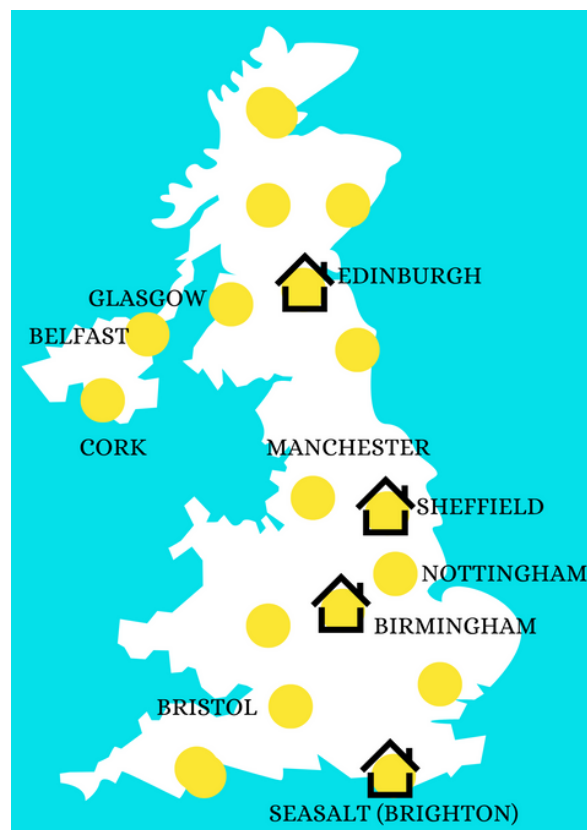 EDINBURGH
GLASGOW
BELFAST
CORK
MANCHESTER
SHEFFIELD
NOTTINGHAM
BIRMINGHAM
BRISTOL
SEASALT (BRIGHTON)